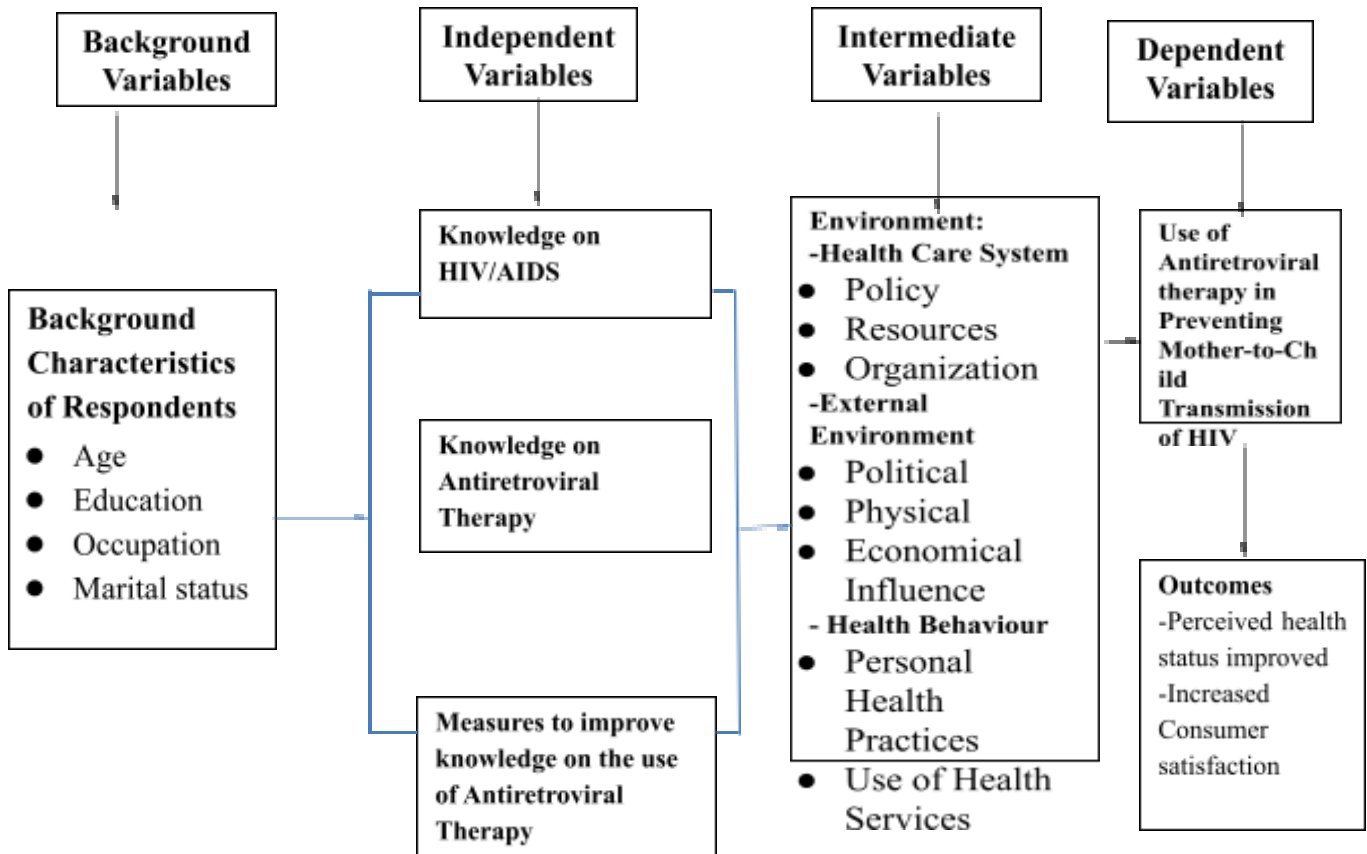 Background
Variables
Independent
Variables
Intermediate
Variables
Dependent
Variables
Background
Characteristics
of Respondents
● Age
● Education
● Occupation
● Marital status
Knowledge on
HIV/AIDS
Knowledge on
Antiretroviral
Therapy
Measures to improve
knowledge on the use
of Antiretroviral
Therapy
Environment:
-Health Care System
● Policy
● Resources
● Organization
-External
Environment
● Political
● Physical
● Economical
Influence
- Health Behaviour
● Personal
Health
Practices
● Use of Health
Services
Use of
Antiretroviral
therapy in
Preventing
Mother-to-Ch
ild
Transmission
of HIV
Outcomes
-Perceived health
status improved
-Increased
Consumer
satisfaction